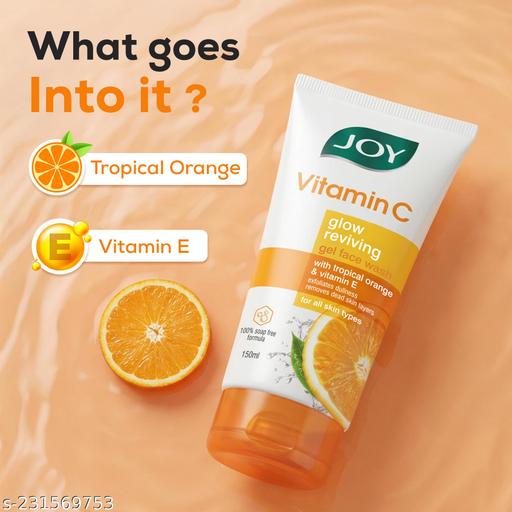 What goes
Into it ?
Tropical Orange
E
Vitamin E
JOY
Vitamin C
glow
reviving
gel face wash
with tropical orange
& vitamin E
exfoliates dullness
removes dead skin layers
for all skin types
100% soap free
formula
150ml
s-231569753